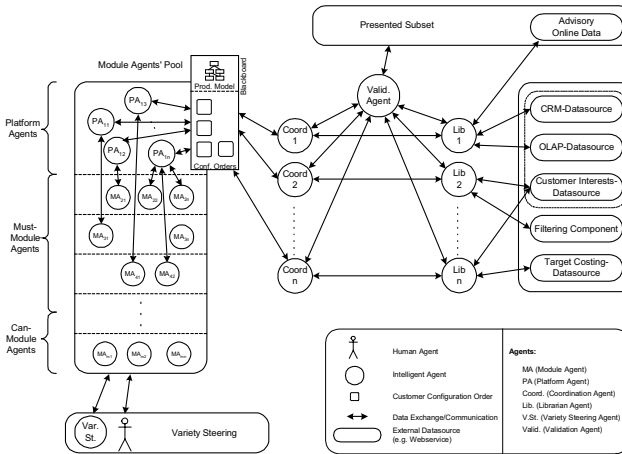 Presented Subset
Advisory
Online Data
Module Agents' Pool
Blackboard
Prod. Model
Conf. Orders
Platform
Agents
Must-
Module
Agents
Can-
Module
Agents
PA13
PA11
PA12
PA1n
MA21
MA22
MA2n
MA31
MA3n
MA41
MA42
MAm1
MAm2
MAmn
Valid.
Agent
Coord
1
Coord
2
Coord
n
Lib
1
Lib
2
Lib
n
CRM-Datasource
OLAP-Datasource
Customer Interests-
Datasource
Filtering Component
Target Costing-
Datasource
Var.
St.
Variety Steering
Human Agent
Intelligent Agent
Customer Configuration Order
Data Exchange/Communication
External Datasource
(e.g. Webservice)
Agents:
MA (Module Agent)
PA (Platform Agent)
Coord. (Coordination Agent)
Lib. (Librarian Agent)
V.St. (Variety Steering Agent)
Valid. (Validation Agent)